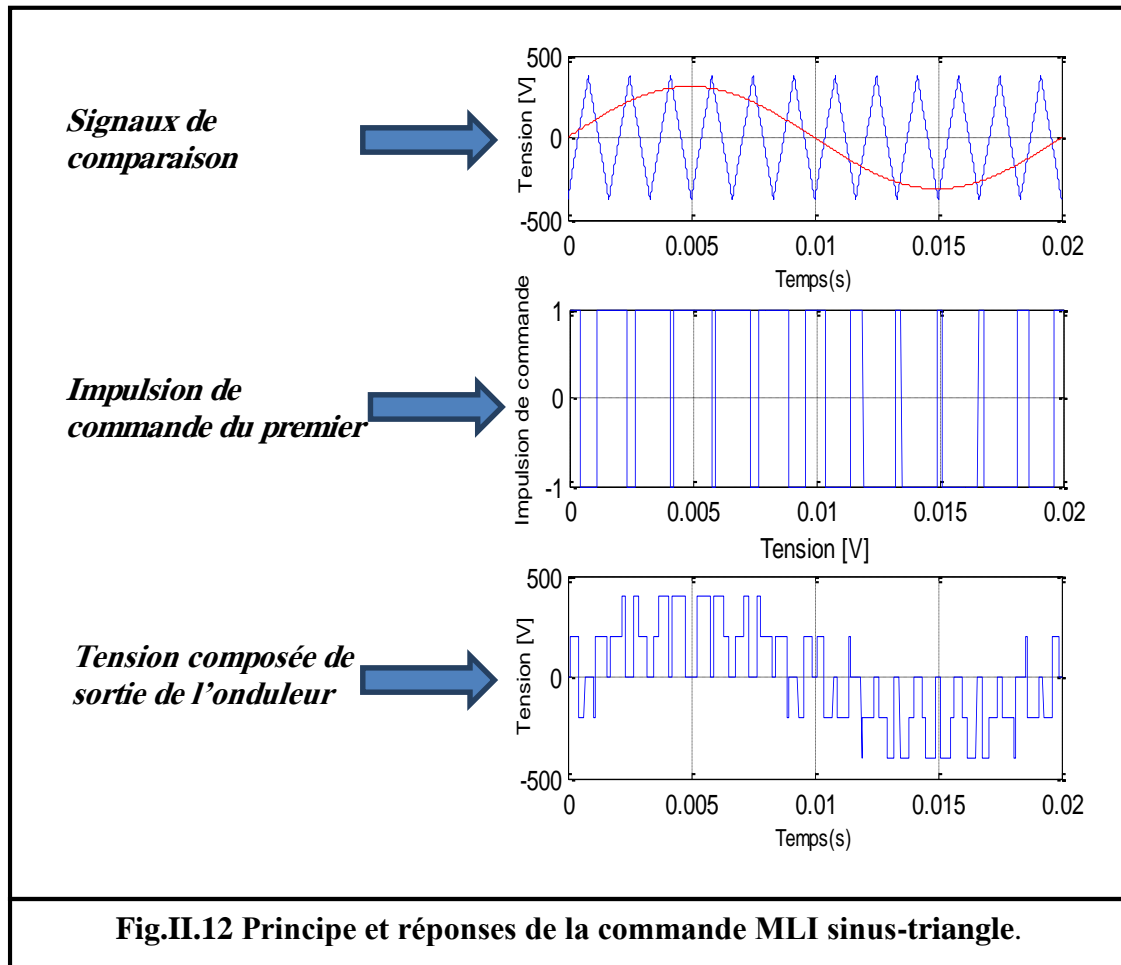 Signaux de
comparaison
Tension [V]
500
0
-500
0 0.005 0.01 0.015 0.02
Temps(s)
Impulsion de
commande du premier
Impulsion de commande
1
0
-1
0 0.005 0.01 0.015 0.02
Tension [V]
Tension composée de
sortie de l’onduleur
Tension [V]
500
0
-500
0 0.005 0.01 0.015 0.02
Temps(s)
Fig.II.12 Principe et réponses de la commande MLI sinus-triangle.